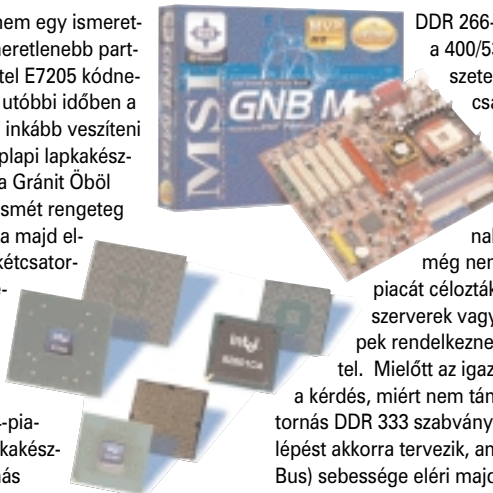 nem egy ismeret-
eretlenebb part-
tel E7205 kódne-
utóbbi időben a
inkább veszíteni
plapi lapkakész-
a Gránit Öböl
smét rengeteg
a majd el-
kétcsator-
-pia-
kakész-
nás
DDR 266-
a 400/53
szete
csa
nal
még nem
piacát célozták
szerverek vagy
pek rendelkezne
tel. Mielőtt az igaz
a kérdés, miért nem tán
tornás DDR 333 szabvány
lépést akkorra tervezik, am
Bus) sebessége eléri majd
MSI
GNB M
intel